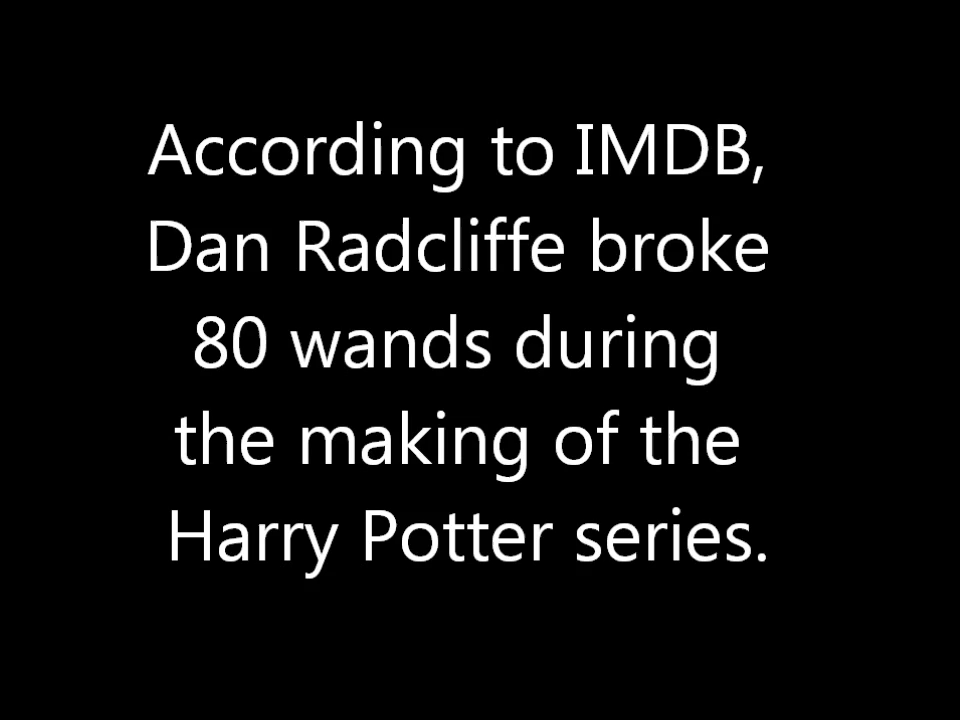 According to IMDB,
Dan Radcliffe broke
80 wands during
the making of the
Harry Potter series.